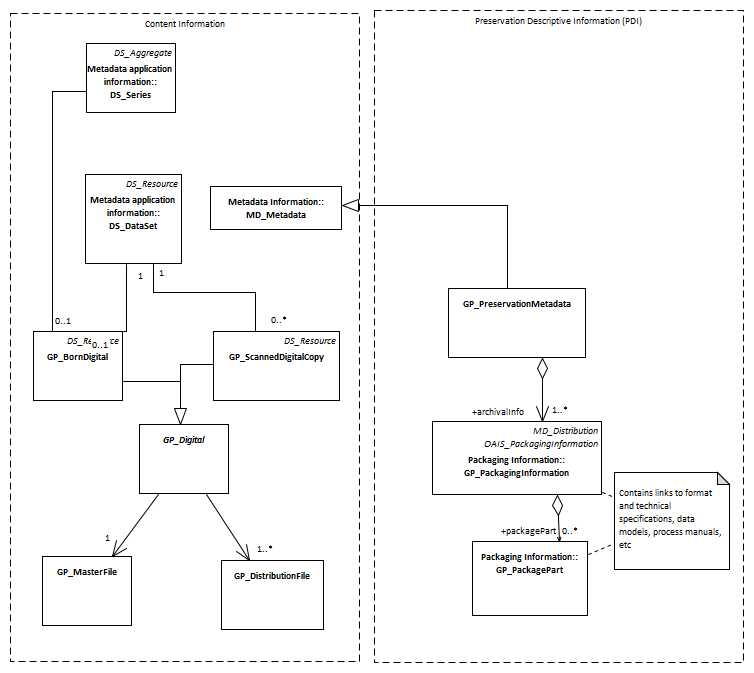 Content Information
DS_Aggregate
Metadata application
information::
DS_Series
DS_Resource
Metadata application
information::
DS_DataSet
Metadata Information::
MD_Metadata
1
1
0..1
0..*
0..1
GP_BornDigital
DS_Resource
GP_ScannedDigitalCopy
GP_Digital
1
1..*
GP_MasterFile
GP_DistributionFile
Preservation Descriptive Information (PDI)
GP_PreservationMetadata
+archivalInfo
1..*
MD_Distribution
OAIS_PackagingInformation
Packaging Information::
GP_PackagingInformation
+packagePart
0..*
Packaging Information::
GP_PackagePart
Contains links to format
and technical
specifications, data
models, process manuals,
etc